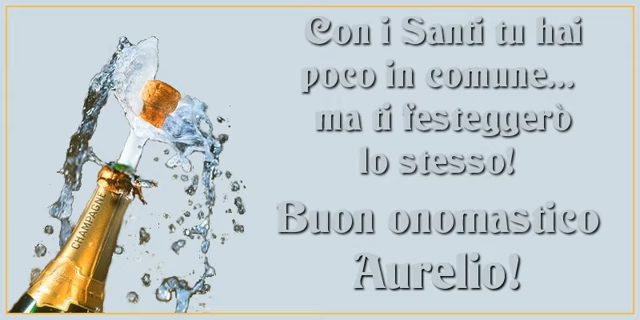 Con i Santi tu hai
poco in comune...
ma ti festeggerò
lo stesso!
Buon onomastico
Aurelio!
CHAMPAGNE